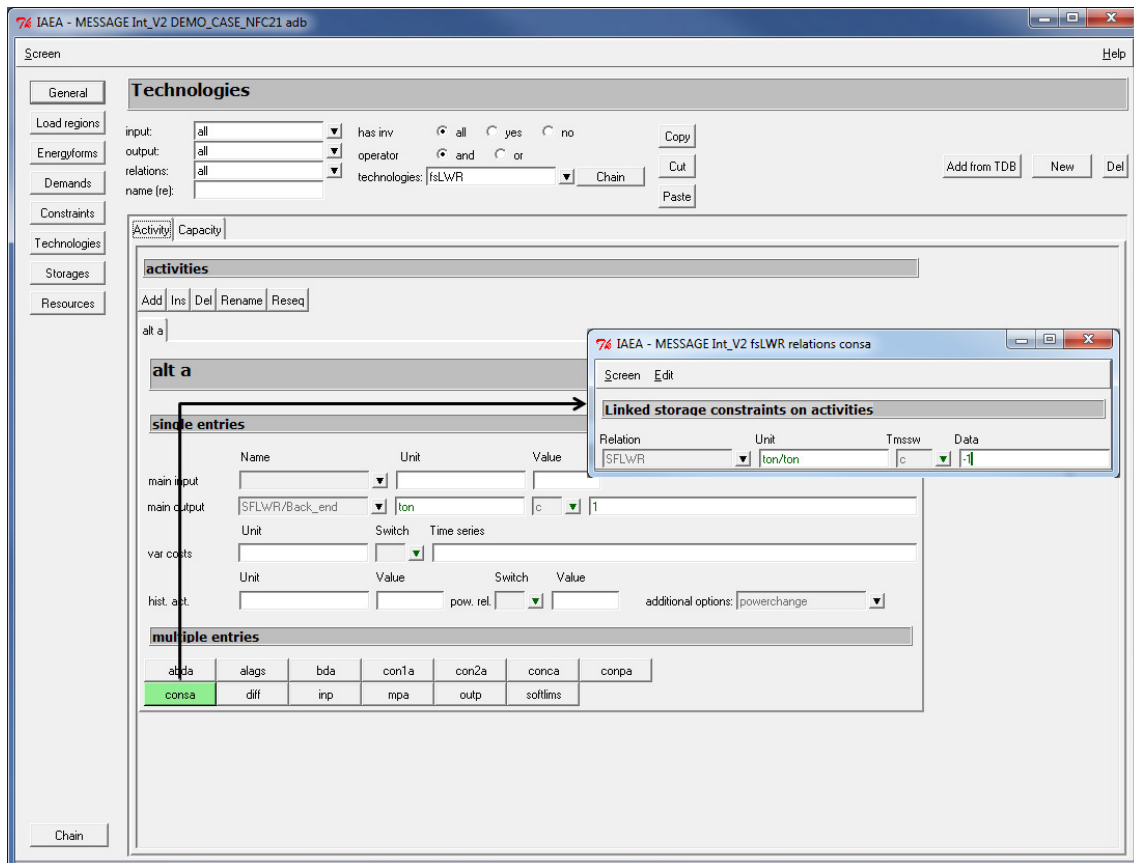 IAEA - MESSAGE Int_V2 DEMO_CASE_NFC21 adb
Screen Help
General
Load regions
Energyforms
Demands
Constraints
Technologies
Storages
Resources
Chain
Technologies
input: all has inv all yes no Copy
output: all operator and or
relations: all technologies: fsLWR Chain Cut Add from TDB New Del
name (re): Paste
Activity Capacity
activities
Add Ins Del Rename Reseq
alt a
alt a
single entries
Name Unit Value
main input
main output SFLWR/Back_end ton c 1
Unit Switch Time series
var costs
Unit Value Switch Value
hist. act. pow. rel. additional options: powerchange
multiple entries
abda alags bda con1a con2a conca conpa
consa diff inp mpa outp softlims
IAEA - MESSAGE Int_V2 fsLWR relations consa
Screen Edit
Linked storage constraints on activities
Relation Unit Tmssw Data
SFLWR ton/ton c -1